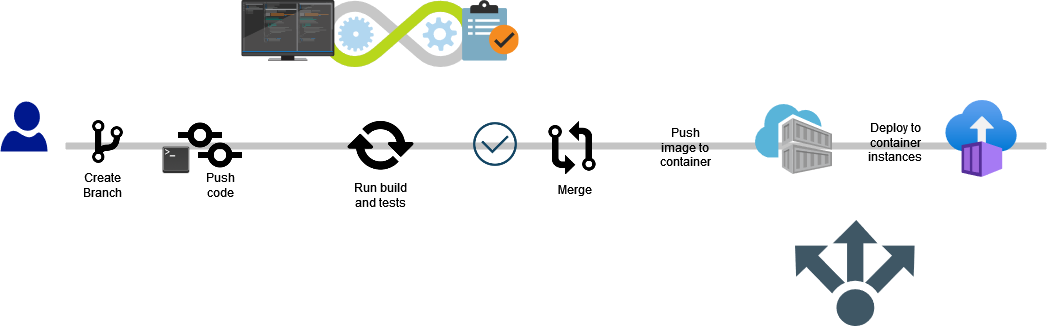 Create
Branch
>_
Push
code
Run build
and tests
Merge
Push
image to
container
Deploy to
container
instances